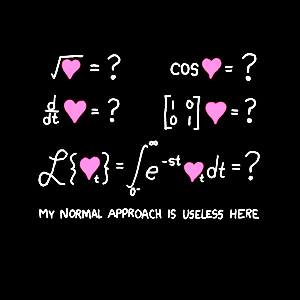 √♥ = ? cos ♥ = ?
d/dt ♥ = ? [1 0 0 1] ♥ = ?
ℒ{♥t} = ∫0-^∞ e^-st ♥t dt = ?
MY NORMAL APPROACH IS USELESS HERE